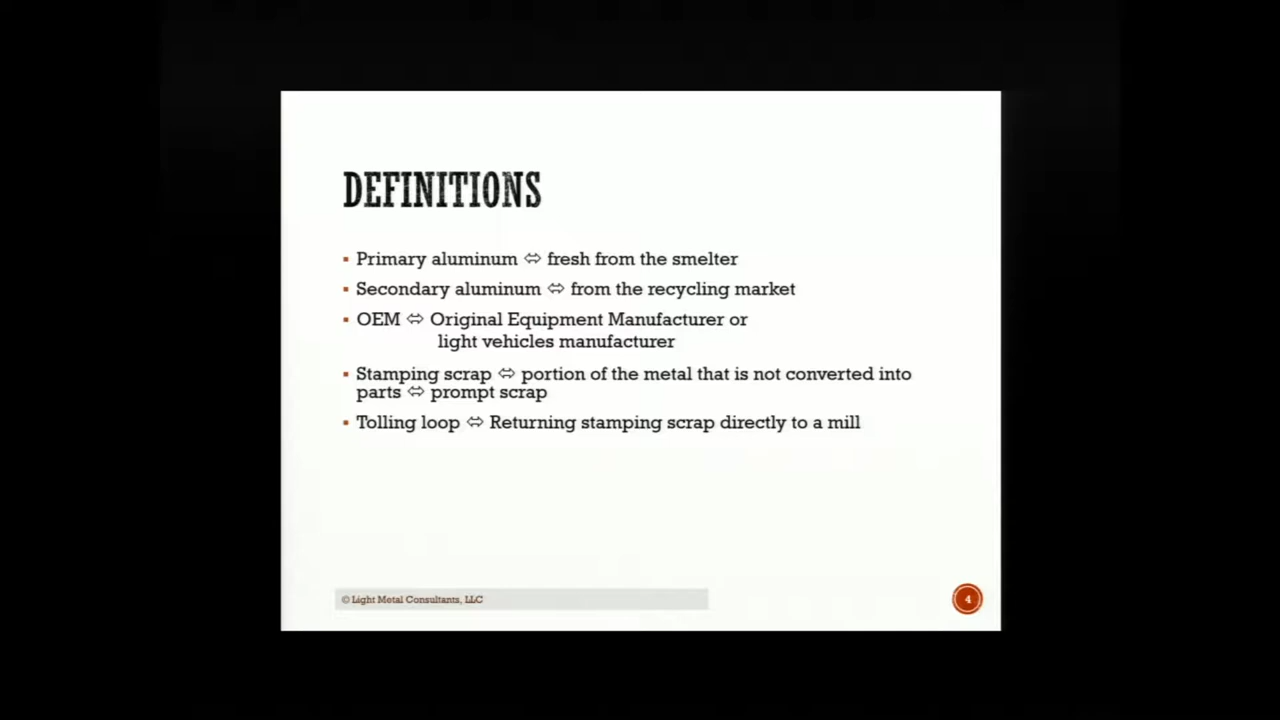 DEFINITIONS
▪ Primary aluminum ⇔ fresh from the smelter
▪ Secondary aluminum ⇔ from the recycling market
▪ OEM ⇔ Original Equipment Manufacturer or
light vehicles manufacturer
▪ Stamping scrap ⇔ portion of the metal that is not converted into
parts ⇔ prompt scrap
▪ Tolling loop ⇔ Returning stamping scrap directly to a mill
© Light Metal Consultants, LLC
4